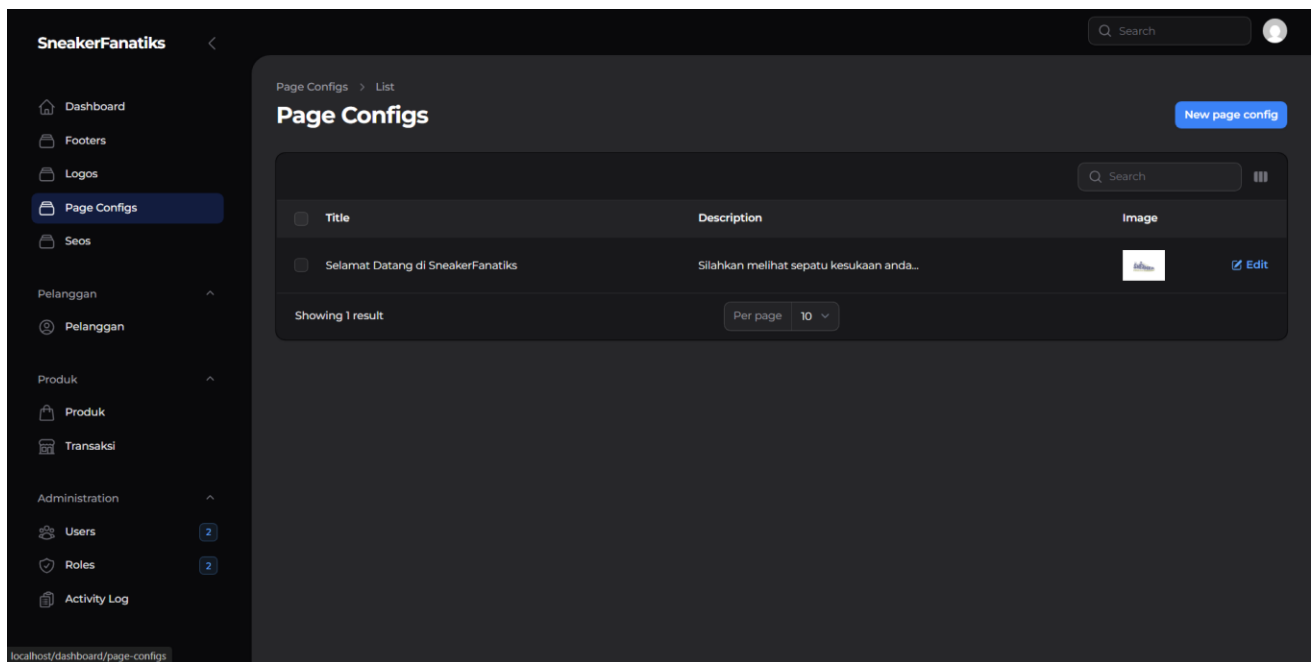 SneakerFanatiks
Search
Dashboard
Footers
Logos
Page Configs
Seos
Pelanggan
Pelanggan
Produk
Produk
Transaksi
Administration
Users 2
Roles 2
Activity Log
localhost/dashboard/page-configs
Page Configs > List
Page Configs
New page config
Search
Title Description Image
Selamat Datang di SneakerFanatiks Silahkan melihat sepatu kesukaan anda... Edit
Showing 1 result Per page 10